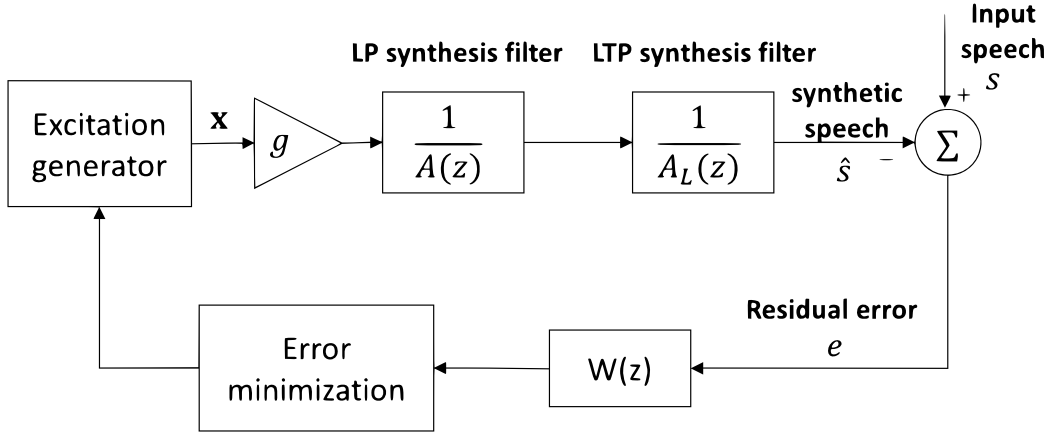 LP synthesis filter
LTP synthesis filter
Input
speech
s
+
Excitation
generator
x
g
1
A(z)
1
A_L(z)
synthetic
speech
ŝ
−
Σ
Residual error
e
W(z)
Error
minimization